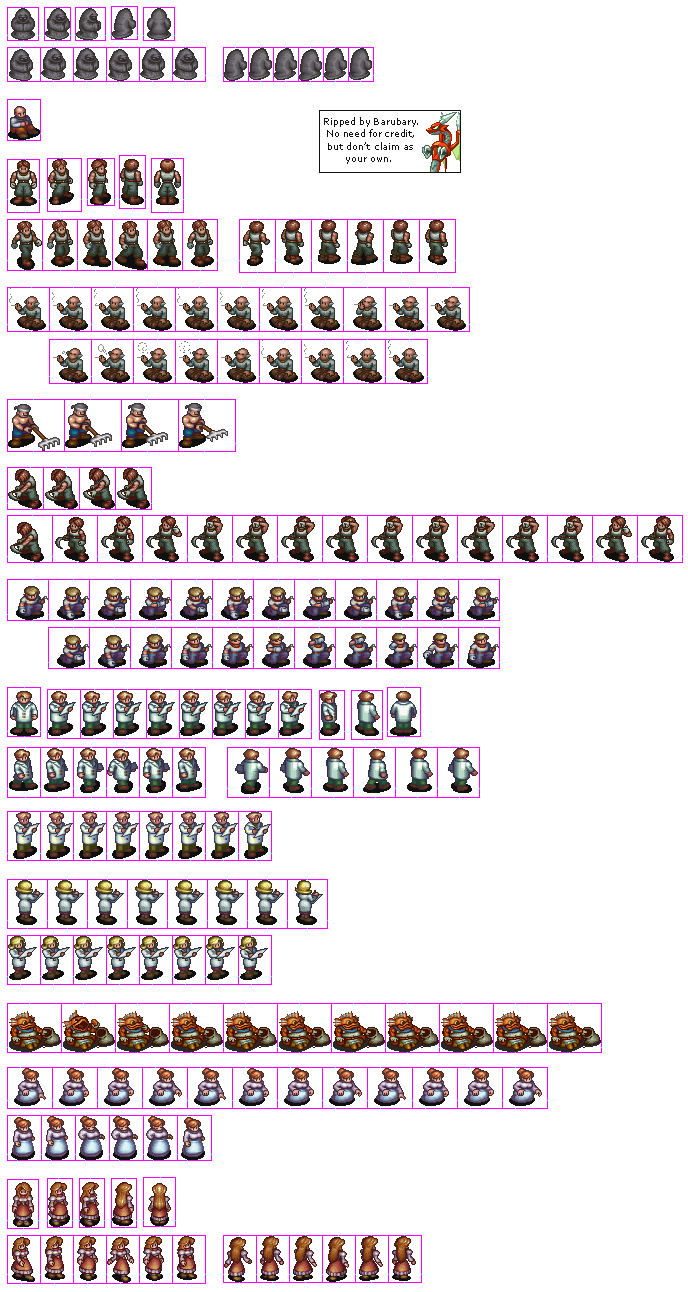 Ripped by Barubary.
No need for credit,
but don't claim as
your own.